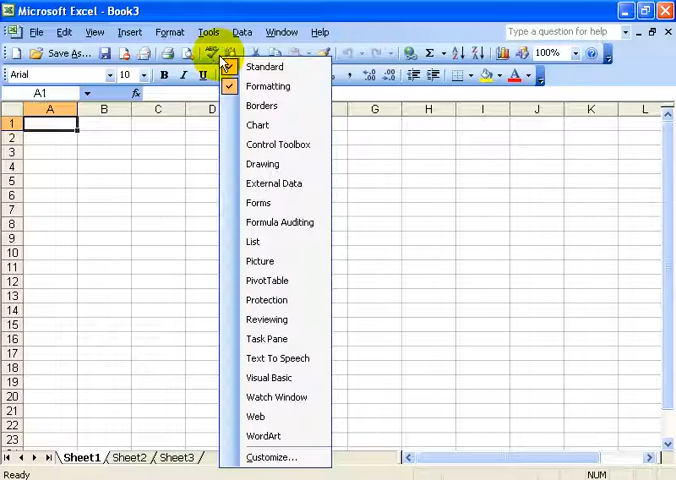 Microsoft Excel - Book3
File Edit View Insert Format Tools Data Window Help Type a question for help
Save As... ABC Σ 100%
Arial 10 B I U
A1 fx
A B C D G H I J K L
1
2
3
4
5
6
7
8
9
10
11
12
13
14
15
16
17
18
19
20
21
22
23
Standard
Formatting
Borders
Chart
Control Toolbox
Drawing
External Data
Forms
Formula Auditing
List
Picture
PivotTable
Protection
Reviewing
Task Pane
Text To Speech
Visual Basic
Watch Window
Web
WordArt
Customize...
Sheet1 Sheet2 Sheet3
Ready NUM